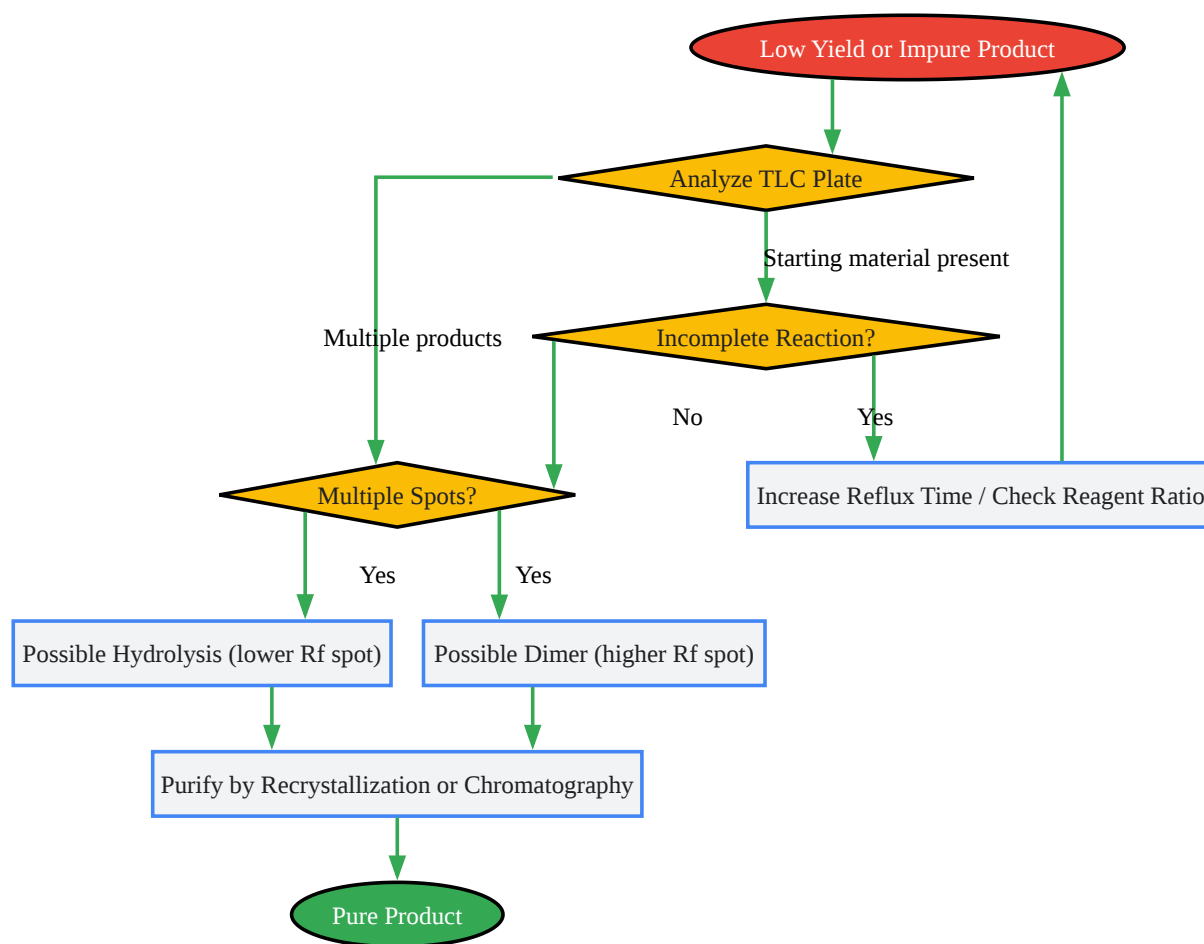 Low Yield or Impure Product
Analyze TLC Plate
Starting material present
Multiple products
Incomplete Reaction?
No
Yes
Multiple Spots?
Increase Reflux Time / Check Reagent Ratio
Yes
Yes
Possible Hydrolysis (lower Rf spot)
Possible Dimer (higher Rf spot)
Purify by Recrystallization or Chromatography
Pure Product